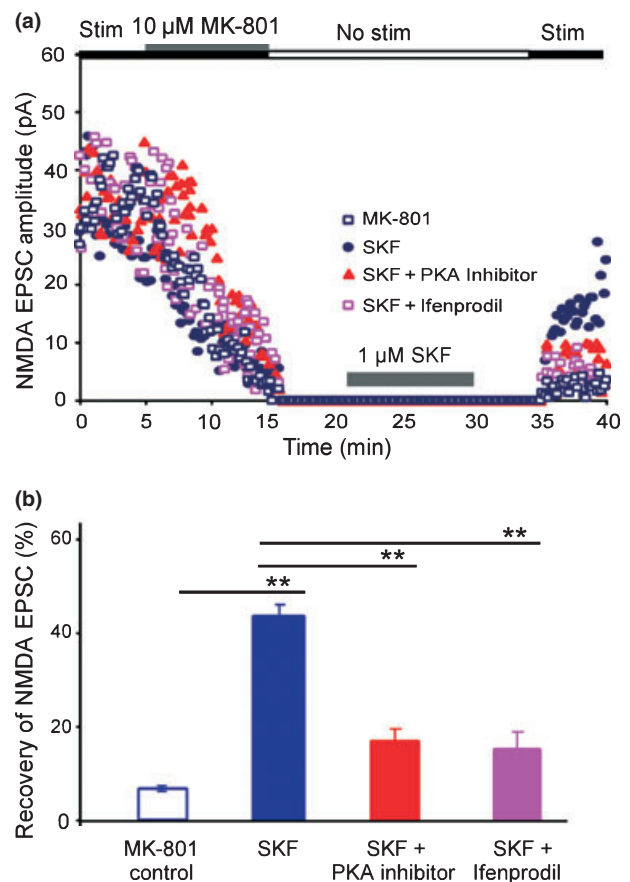 (a)
Stim 10 µM MK-801 No stim Stim
NMDA EPSC amplitude (pA)
60
50
40
30
20
10
0
MK-801
SKF
SKF + PKA Inhibitor
SKF + Ifenprodil
1 µM SKF
0 5 10 15 20 25 30 35 40
Time (min)
(b)
Recovery of NMDA EPSC (%)
60
40
20
0
**
**
**
MK-801 control
SKF
SKF + PKA inhibitor
SKF + Ifenprodil